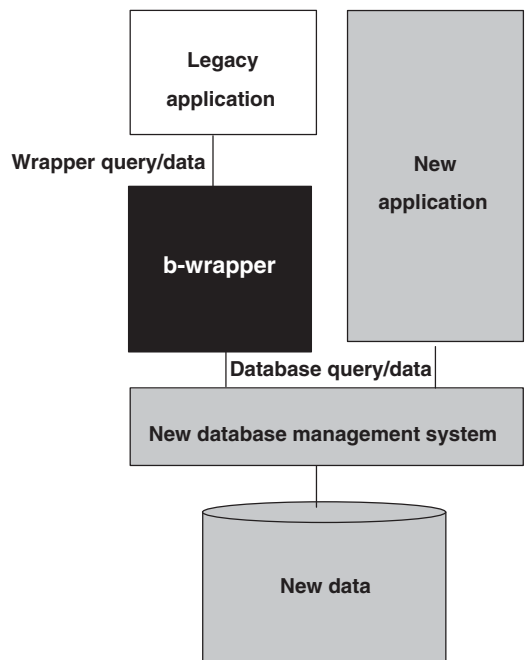 Legacy
application
Wrapper query/data
New
application
b-wrapper
Database query/data
New database management system
New data